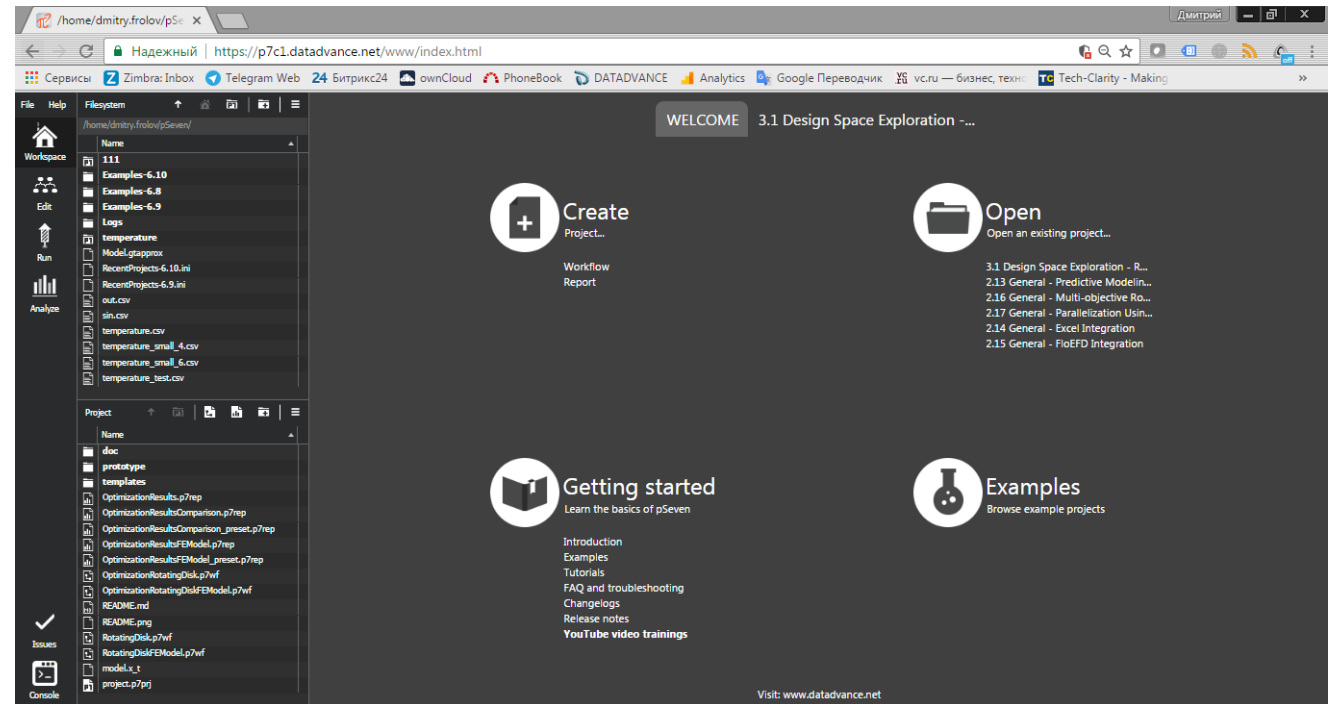 /home/dmitry.frolov/pSe
Дмитрий
Надежный | https://p7c1.datadvance.net/www/index.html
off
Сервисы Zimbra: Inbox Telegram Web 24 Битрикс24 ownCloud PhoneBook DATADVANCE Analytics Google Переводчик vc.ru — бизнес, техно TC Tech-Clarity - Making »
File Help
Filesystem
/home/dmitry.frolov/pSeven/
Name
111
Examples-6.10
Examples-6.8
Examples-6.9
Logs
temperature
Model.gtapprox
RecentProjects-6.10.ini
RecentProjects-6.9.ini
out.csv
sin.csv
temperature.csv
temperature_small_4.csv
temperature_small_6.csv
temperature_test.csv
Workspace
Edit
Run
Analyze
Project
Name
doc
prototype
templates
OptimizationResults.p7rep
OptimizationResultsComparison.p7rep
OptimizationResultsComparison_preset.p7rep
OptimizationResultsFEModel.p7rep
OptimizationResultsFEModel_preset.p7rep
OptimizationRotatingDisk.p7wf
OptimizationRotatingDiskFEModel.p7wf
README.md
README.png
RotatingDisk.p7wf
RotatingDiskFEModel.p7wf
model.x_t
project.p7prj
Issues
Console
WELCOME 3.1 Design Space Exploration -...
Create
Project...
Workflow
Report
Open
Open an existing project...
3.1 Design Space Exploration - R...
2.13 General - Predictive Modelin...
2.16 General - Multi-objective Ro...
2.17 General - Parallelization Usin...
2.14 General - Excel Integration
2.15 General - FloEFD Integration
Getting started
Learn the basics of pSeven
Introduction
Examples
Tutorials
FAQ and troubleshooting
Changelogs
Release notes
YouTube video trainings
Examples
Browse example projects
Visit: www.datadvance.net